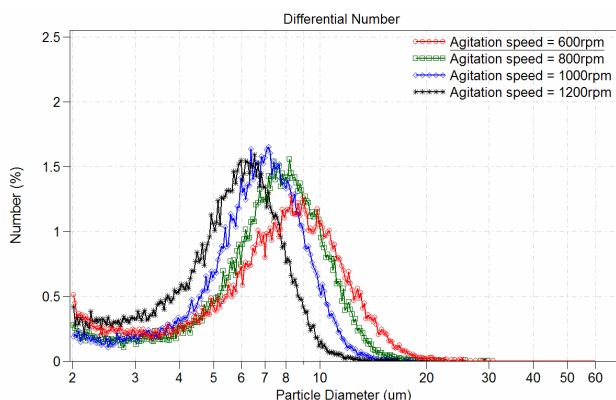 Differential Number
Agitation speed = 600rpm
Agitation speed = 800rpm
Agitation speed = 1000rpm
Agitation speed = 1200rpm
Number (%)
2.5
2
1.5
1
0.5
0
2 3 4 5 6 7 8 10 20 30 40 50 60
Particle Diameter (um)